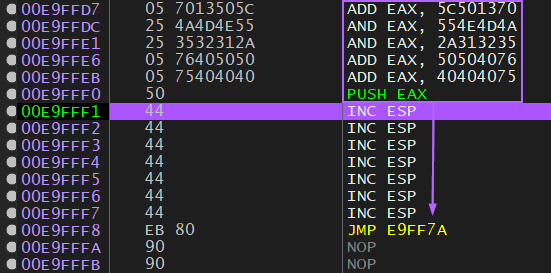 00E9FFD7 05 7013505C ADD EAX, 5C501370
00E9FFDC 25 4A4D4E55 AND EAX, 554E4D4A
00E9FFE1 25 3532312A AND EAX, 2A313235
00E9FFE6 05 76405050 ADD EAX, 50504076
00E9FFEB 05 75404040 ADD EAX, 40404075
00E9FFF0 50 PUSH EAX
00E9FFF1 44 INC ESP
00E9FFF2 44 INC ESP
00E9FFF3 44 INC ESP
00E9FFF4 44 INC ESP
00E9FFF5 44 INC ESP
00E9FFF6 44 INC ESP
00E9FFF7 44 INC ESP
00E9FFF8 EB 80 JMP E9FF7A
00E9FFFA 90 NOP
00E9FFFB 90 NOP